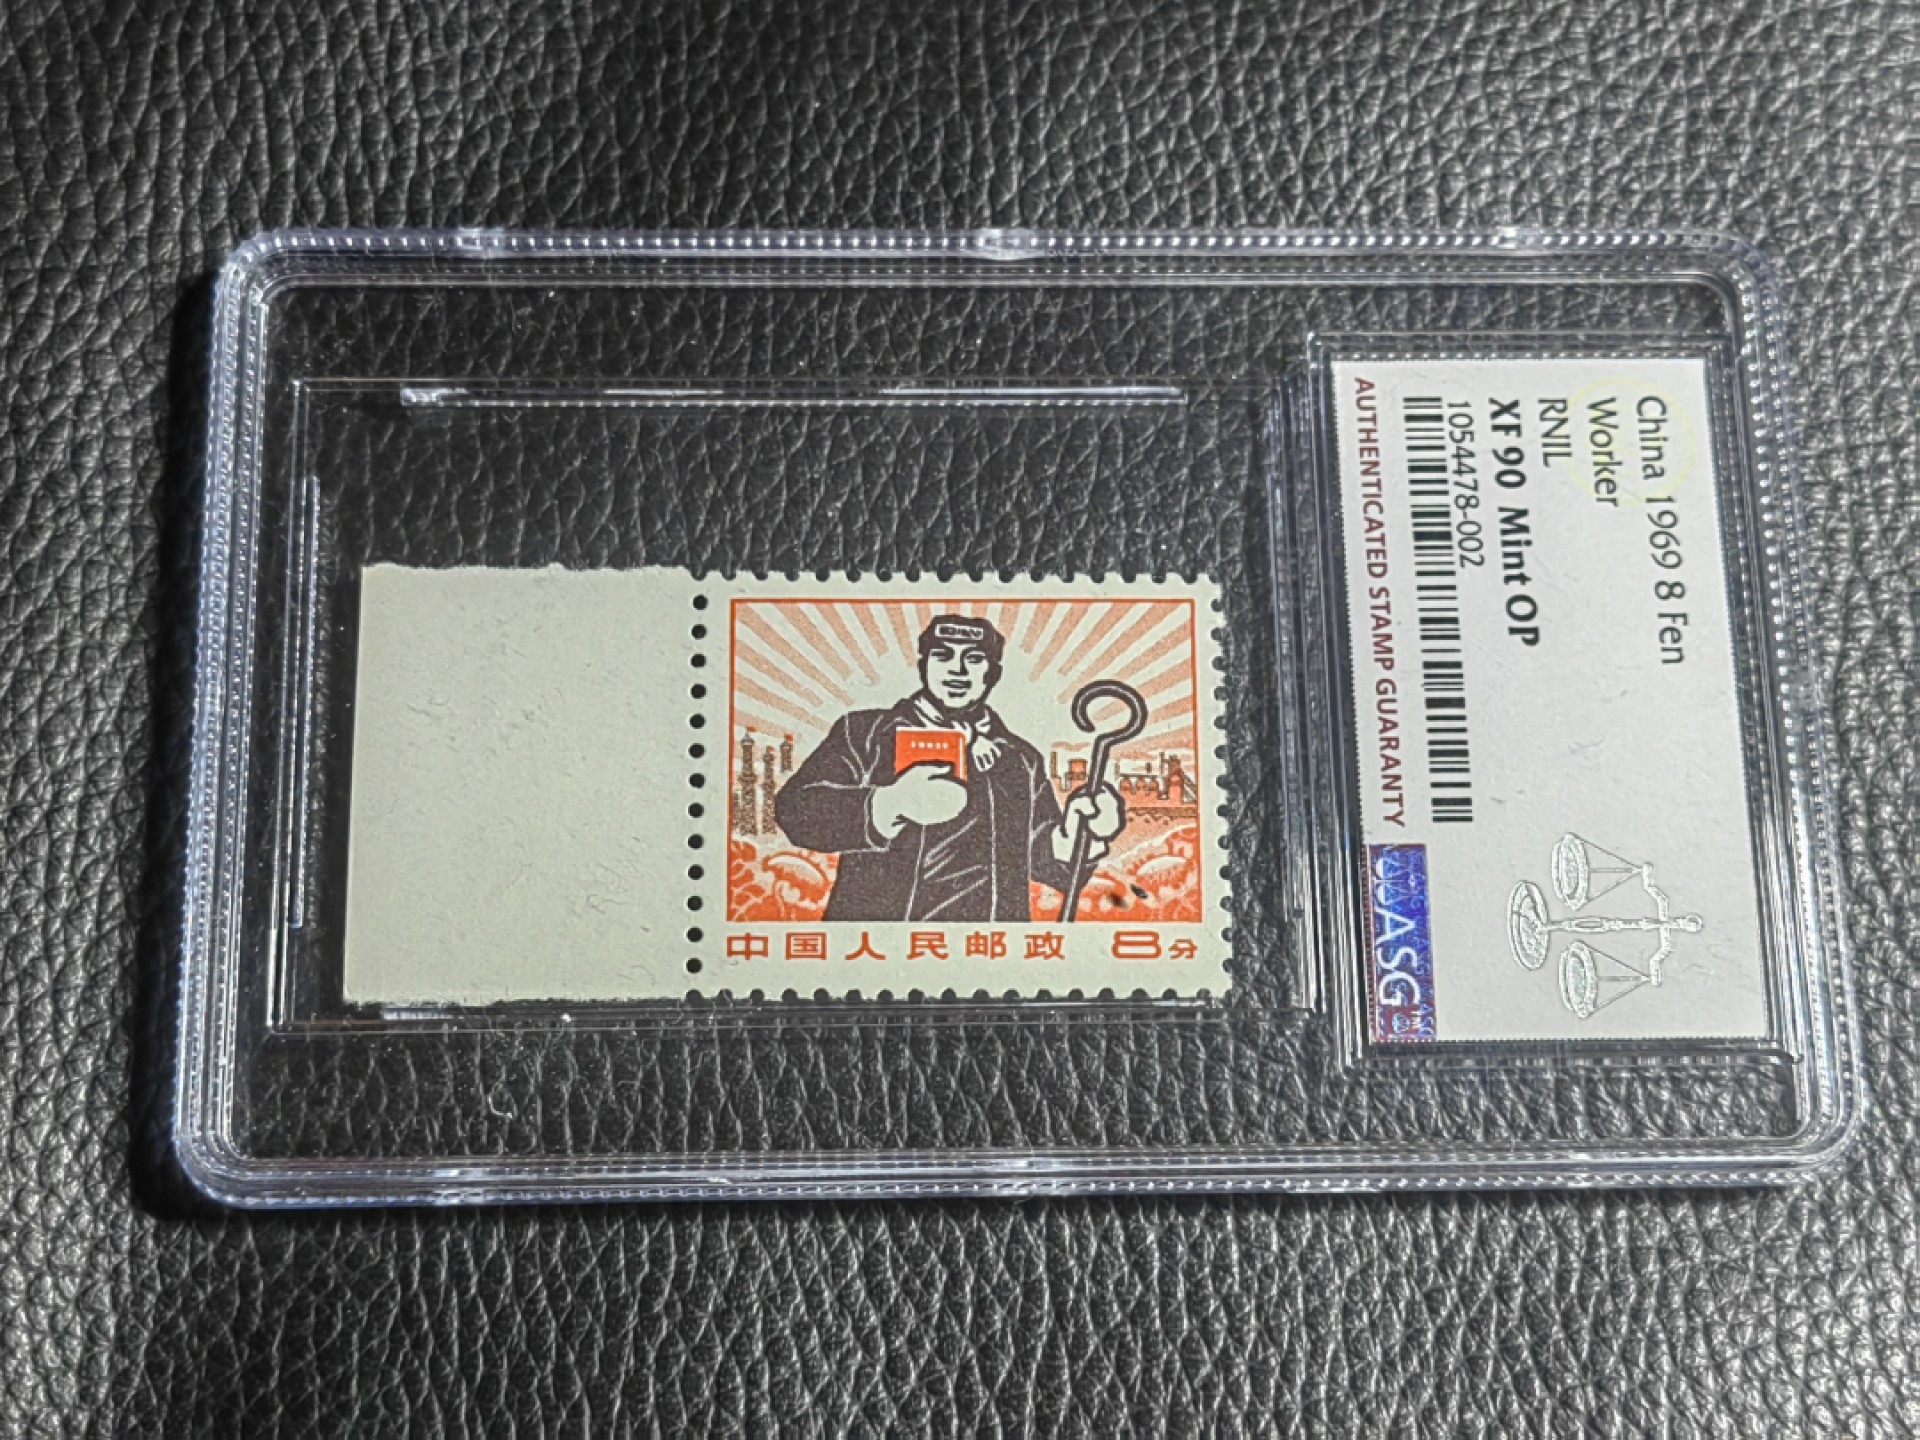 China 1969 8 Fen
Worker
RNIL
XF 90 Mint OP
1054478-002
AUTHENTICATED STAMP GUARANTY
ASG
中国人民邮政 8分